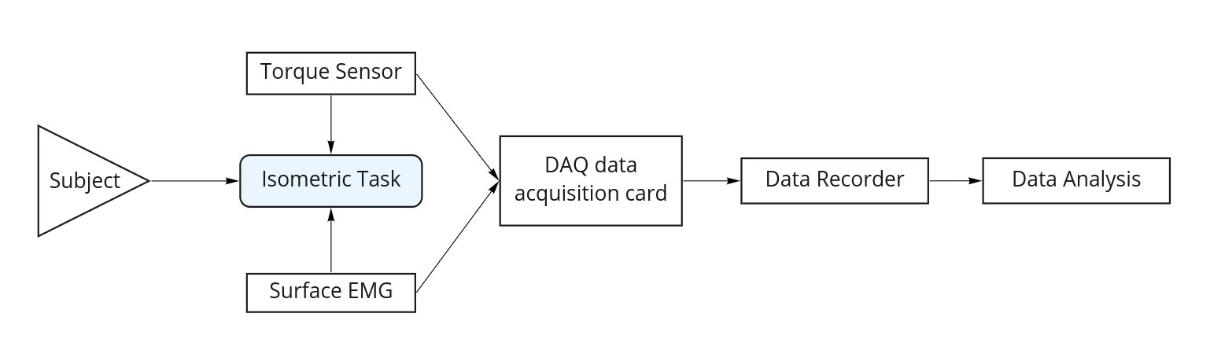 Torque Sensor
Subject
Isometric Task
Surface EMG
DAQ data
acquisition card
Data Recorder
Data Analysis